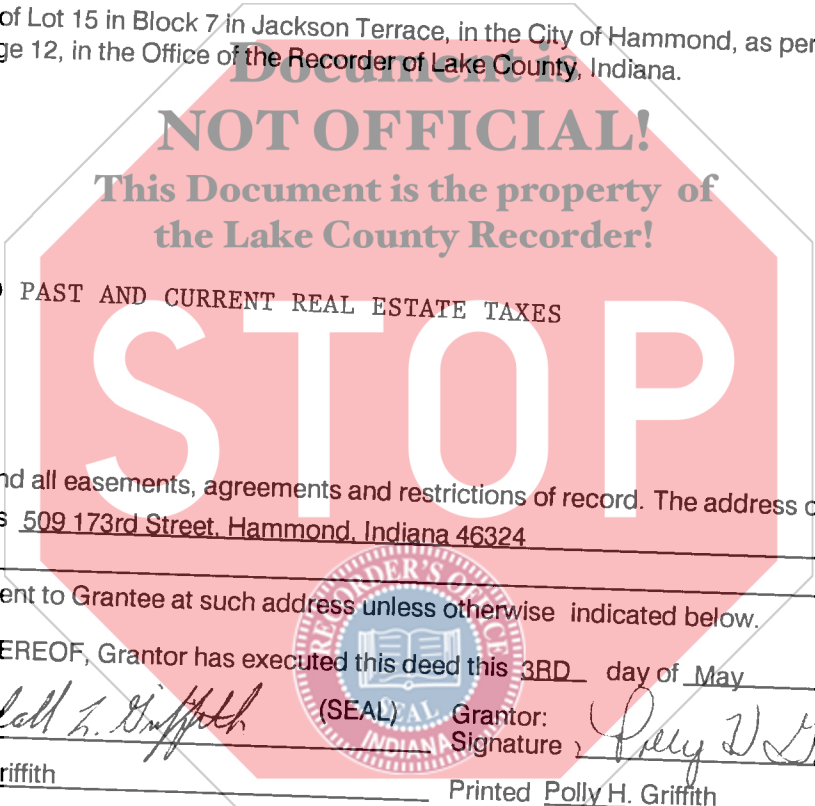 of Lot 15 in Block 7 in Jackson Terrace, in the City of Hammond, as per
ge 12, in the Office of the Recorder of Lake County, Indiana.
Document is
NOT OFFICIAL!
This Document is the property of
the Lake County Recorder!
PAST AND CURRENT REAL ESTATE TAXES
STOP
nd all easements, agreements and restrictions of record. The address o
s 509 173rd Street, Hammond, Indiana 46324
ent to Grantee at such address unless otherwise indicated below.
EREOF, Grantor has executed this deed this 3RD day of May
RECORDER'S OFFICE
SEAL
INDIANA
(SEAL) Grantor:
Signature
riffith
Printed Polly H. Griffith